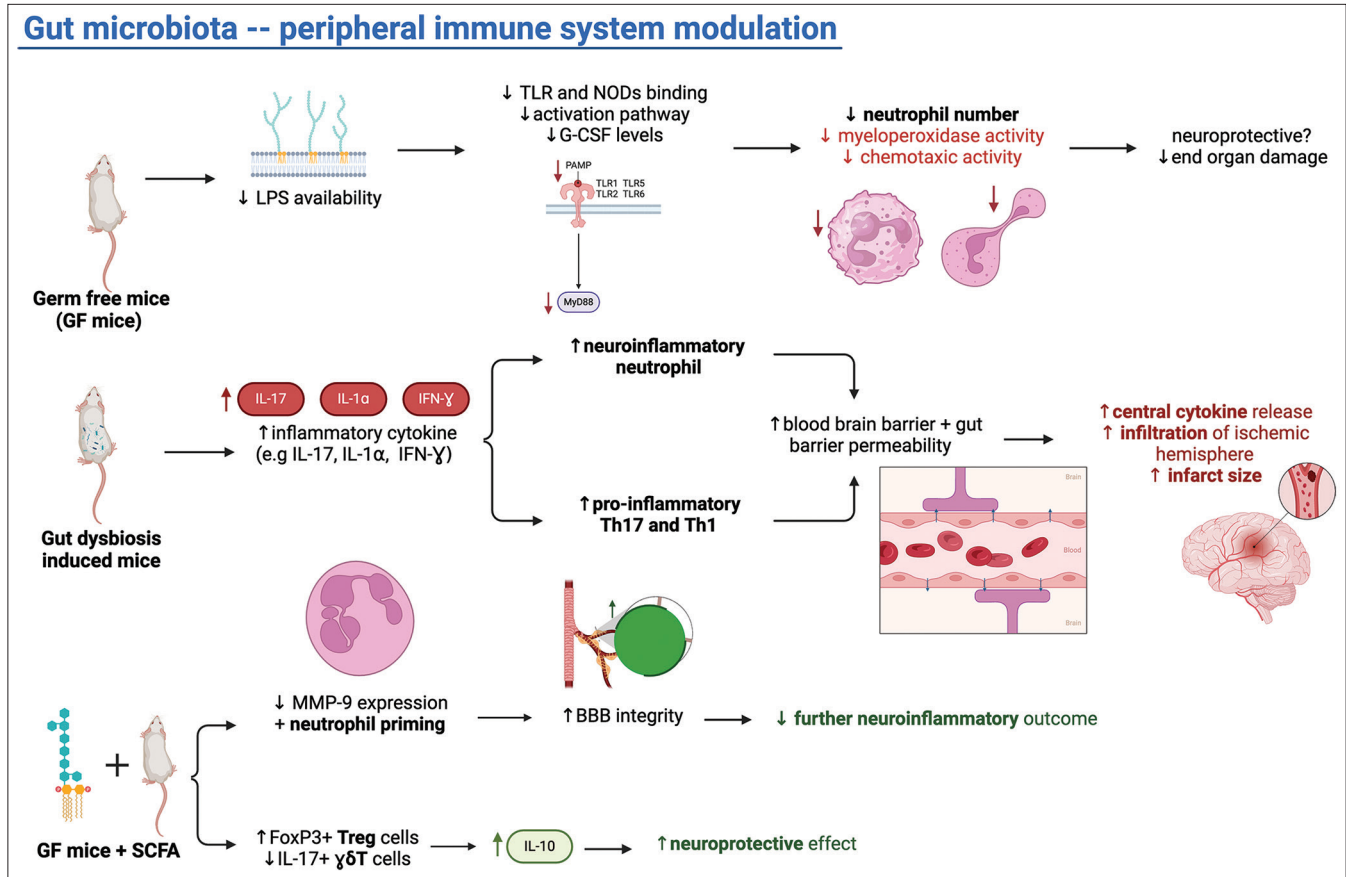 Gut microbiota -- peripheral immune system modulation
↓ TLR and NODs binding
↓activation pathway
↓G-CSF levels
PAMP
TLR1 TLR5
TLR2 TLR6
MyD88
↓ LPS availability
↓ neutrophil number
↓ myeloperoxidase activity
↓ chemotaxic activity
neuroprotective?
↓end organ damage
Germ free mice
(GF mice)
↑neuroinflammatory
neutrophil
IL-17
IL-1α
IFN-Ɣ
↑inflammatory cytokine
(e.g IL-17, IL-1α, IFN-Ɣ)
↑pro-inflammatory
Th17 and Th1
↑blood brain barrier + gut
barrier permeability
Brain
Blood
Brain
↑central cytokine release
↑ infiltration of ischemic
hemisphere
↑ infarct size
Gut dysbiosis
induced mice
↓ MMP-9 expression
+ neutrophil priming
↑BBB integrity
↓ further neuroinflammatory outcome
P
P
+
GF mice + SCFA
↑FoxP3+ Treg cells
↓IL-17+ ɣδT cells
IL-10
↑neuroprotective effect